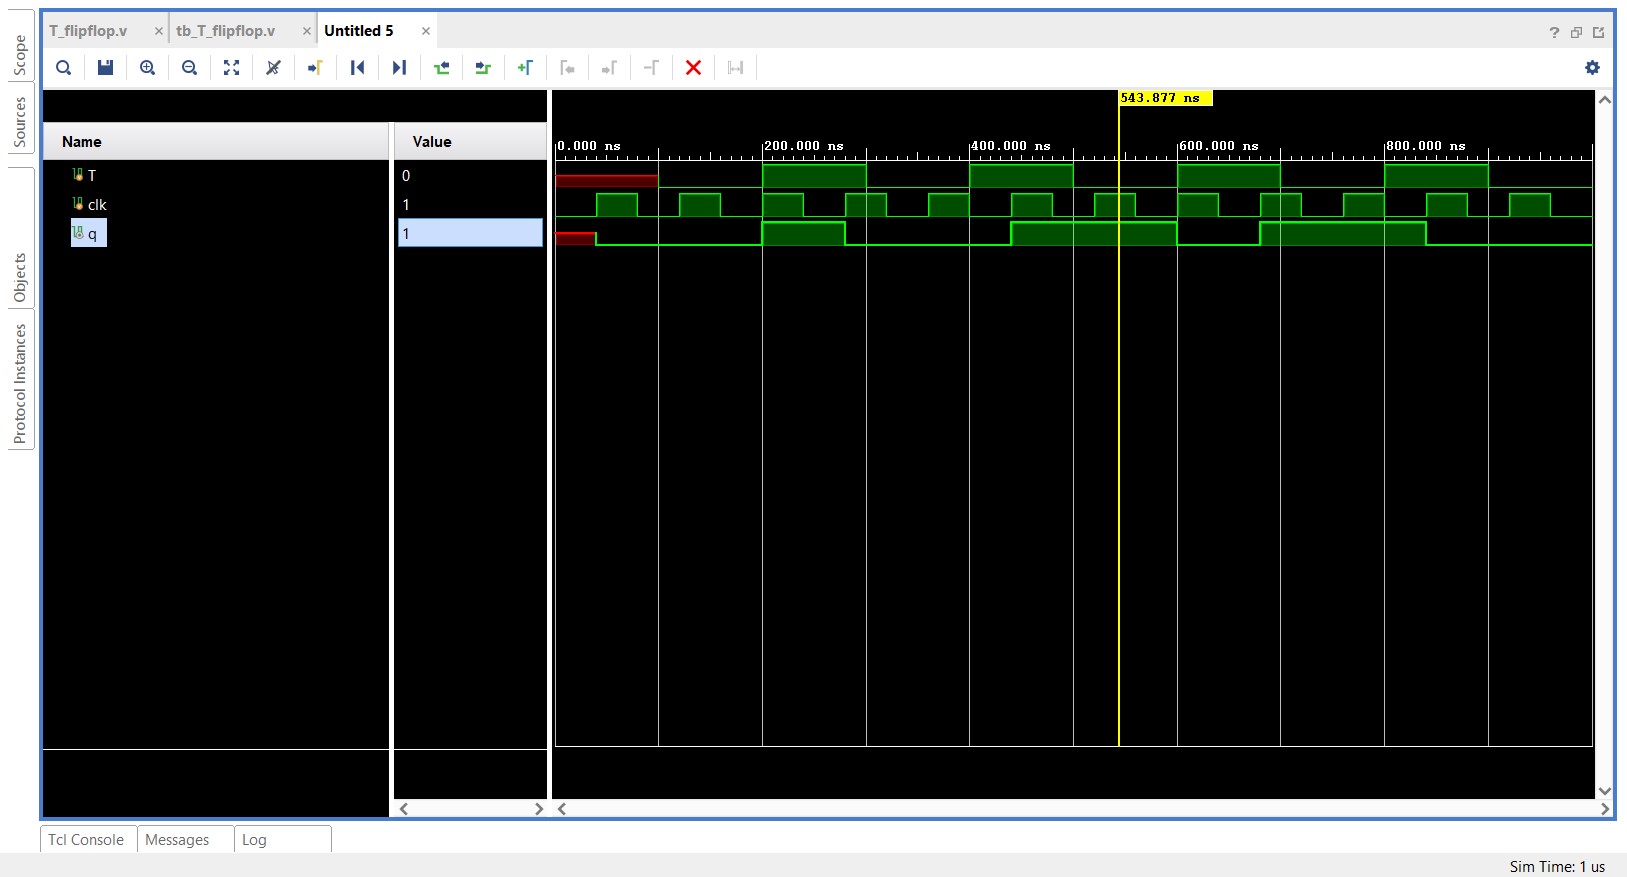 T_flipflop.v
tb_T_flipflop.v
Untitled 5
Scope
Sources
Objects
Protocol Instances
543.877 ns
Name
Value
0.000 ns
200.000 ns
400.000 ns
600.000 ns
800.000 ns
T
0
clk
1
q
1
Tcl Console
Messages
Log
Sim Time: 1 us